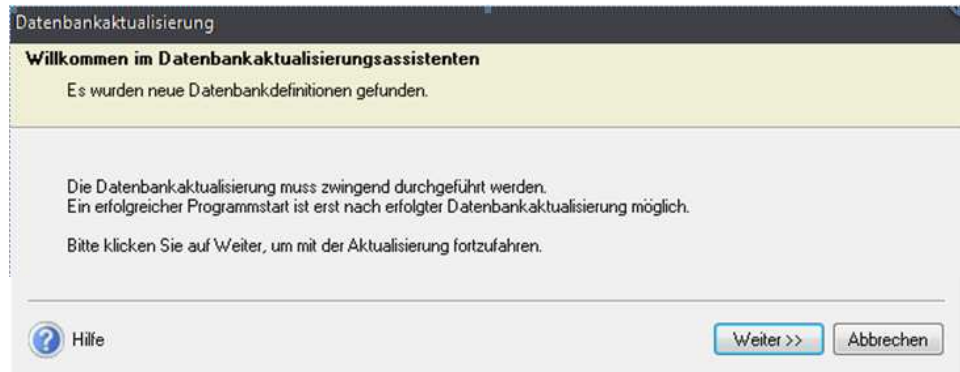 Datenbankaktualisierung
Willkommen im Datenbankaktualisierungsassistenten
Es wurden neue Datenbankdefinitionen gefunden.
Die Datenbankaktualisierung muss zwingend durchgeführt werden.
Ein erfolgreicher Programmstart ist erst nach erfolgter Datenbankaktualisierung möglich.
Bitte klicken Sie auf Weiter, um mit der Aktualisierung fortzufahren.
? Hilfe
Weiter >> Abbrechen